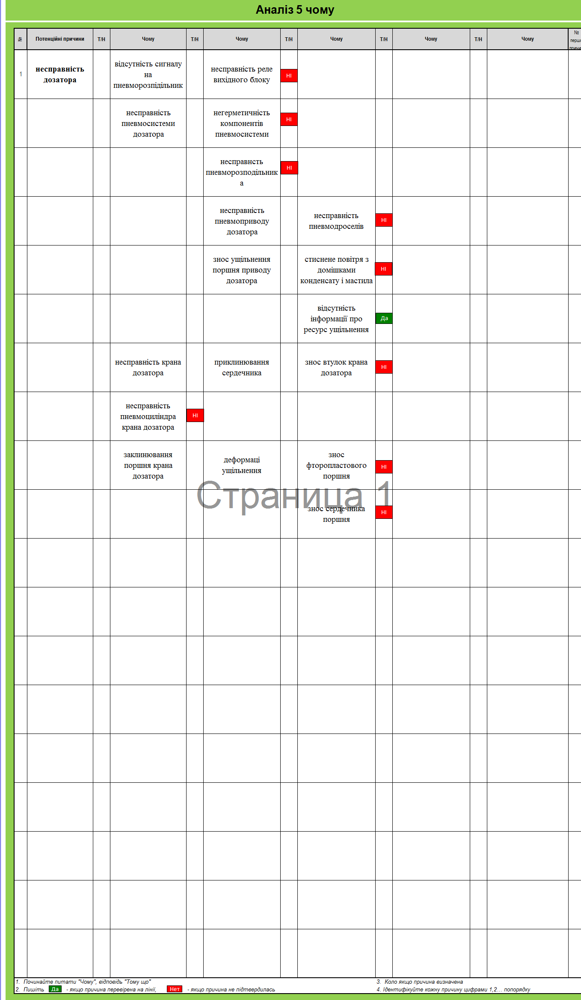 Аналіз 5 чому
№ Потенційні причини Т/Н Чому Т/Н Чому Т/Н Чому Т/Н Чому Т/Н Чому №
перше
причи
1
несправність
дозатора
відсутність сигналу
на
пневморозпідільник
несправність реле
вихідного блоку
НІ
несправність
пневмосистеми
дозатора
негерметичність
компонентів
пневмосистеми
НІ
несправнсть
пневморозподільник
а
НІ
несправність
пневмоприводу
дозатора
несправність
пневмодроселів
НІ
знос ущільнення
поршня приводу
дозатора
стиснене повітря з
домішками
конденсату і мастила
НІ
відсутність
інформації про
ресурс ущільнення
Да
несправність крана
дозатора
приклинювання
сердечника
знос втулок крана
дозатора
НІ
несправність
пневмоциліндра
крана дозатора
НІ
заклинювання
поршня крана
дозатора
деформаці
ущільнення
знос
фторопластового
поршня
НІ
Страница 1
знос сердечника
поршня
НІ
1. Починайте питати "Чому", відповідь "Тому що"
2. Пишіть Да - якщо причина перевірена на лінії, Нет - якщо причина не підтвердилась
3. Коло якщо причина визначена
4. Ідентифікуйте кожну причину цифрами 1,2... попорядку